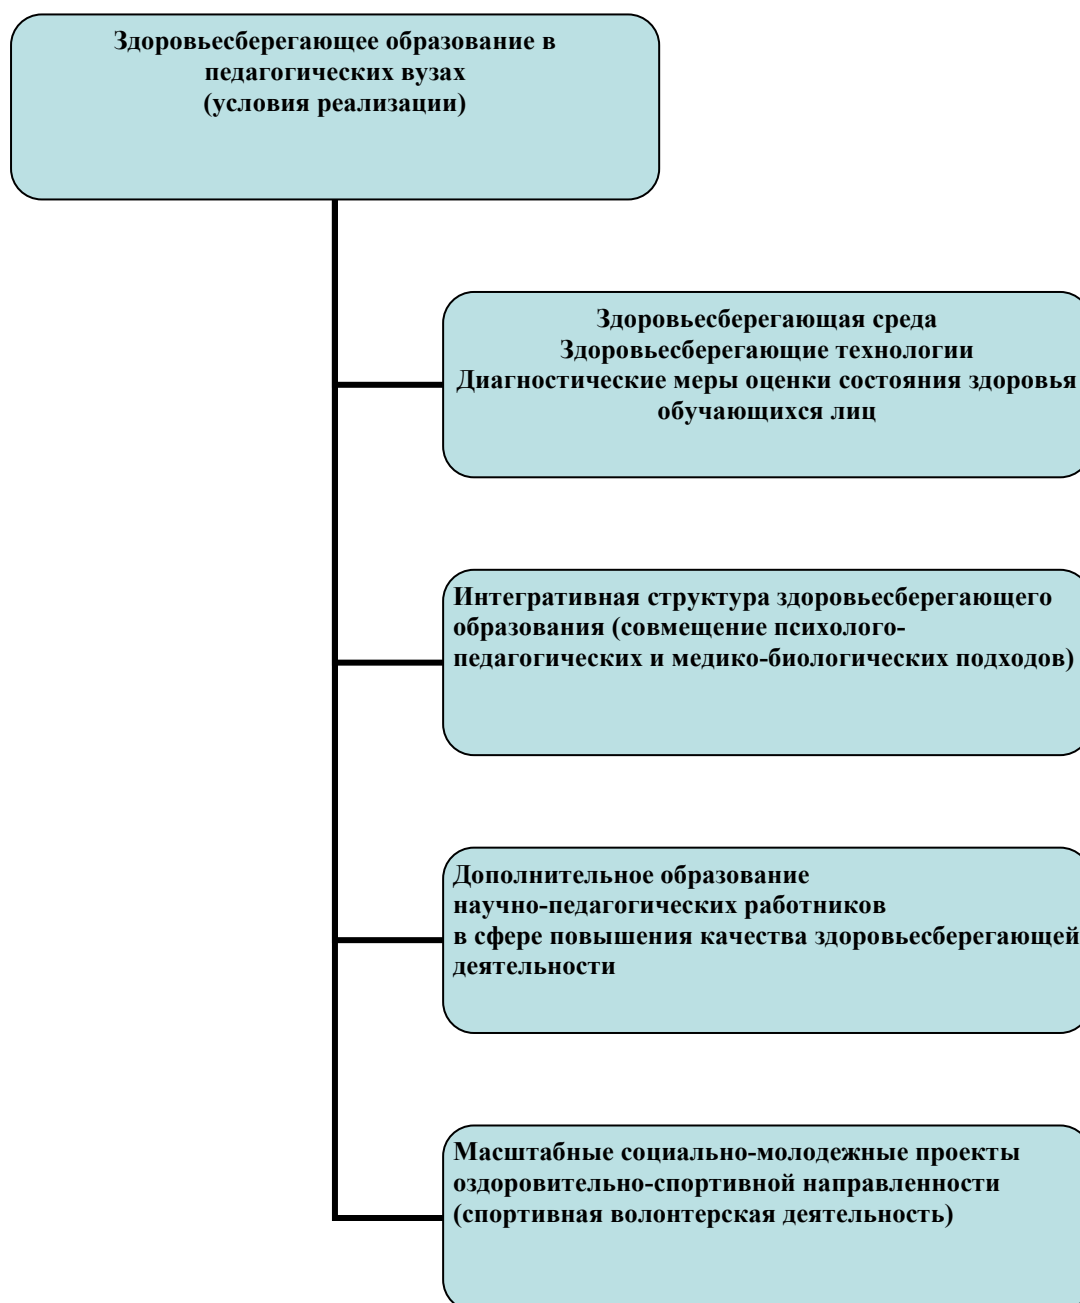 Здоровьесберегающее образование в
педагогических вузах
(условия реализации)
Здоровьесберегающая среда
Здоровьесберегающие технологии
Диагностические меры оценки состояния здоровья
обучающихся лиц
Интегративная структура здоровьесберегающего
образования (совмещение психолого-
педагогических и медико-биологических подходов)
Дополнительное образование
научно-педагогических работников
в сфере повышения качества здоровьесберегающей
деятельности
Масштабные социально-молодежные проекты
оздоровительно-спортивной направленности
(спортивная волонтерская деятельность)